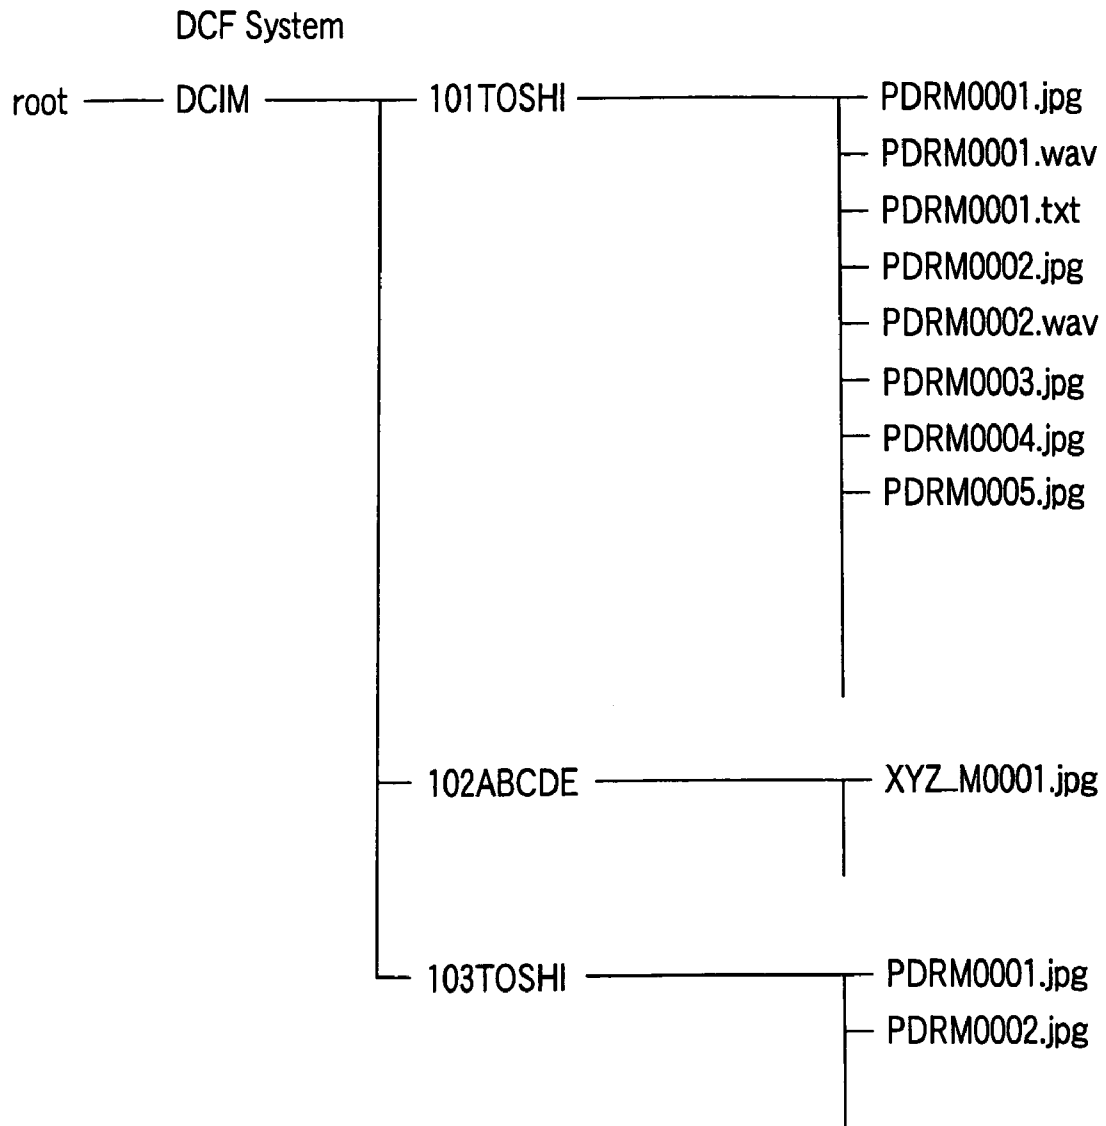 DCF System
root DCIM 101TOSHI PDRM0001.jpg
PDRM0001.wav
PDRM0001.txt
PDRM0002.jpg
PDRM0002.wav
PDRM0003.jpg
PDRM0004.jpg
PDRM0005.jpg
102ABCDE XYZ_M0001.jpg
103TOSHI PDRM0001.jpg
PDRM0002.jpg